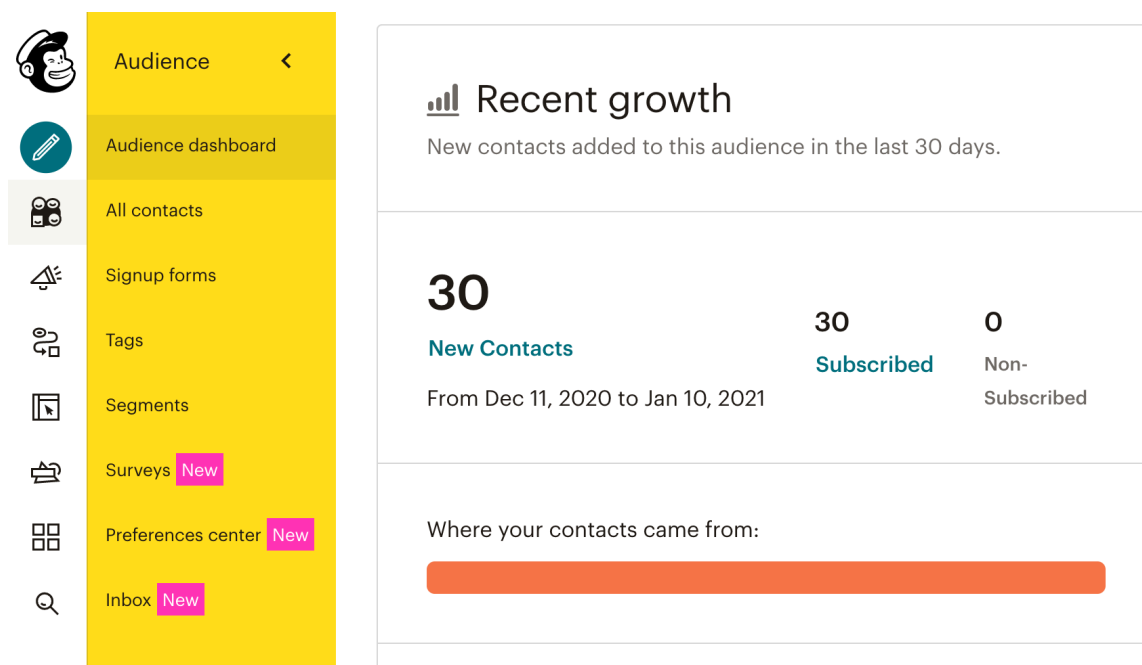 Audience
Audience dashboard
All contacts
Signup forms
Tags
Segments
Surveys New
Preferences center New
Inbox New
Recent growth
New contacts added to this audience in the last 30 days.
30
New Contacts
From Dec 11, 2020 to Jan 10, 2021
30
Subscribed
0
Non-
Subscribed
Where your contacts came from: